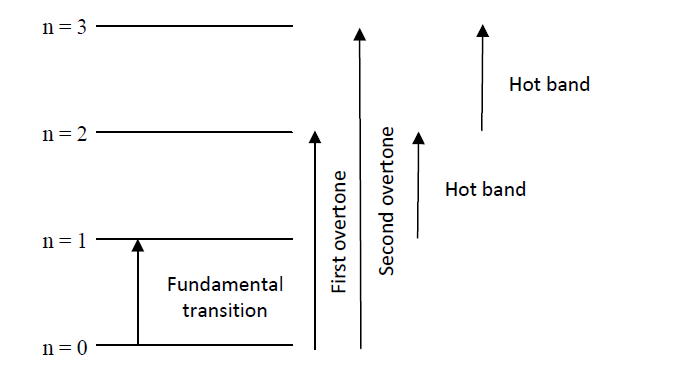 n = 3
Hot band
n = 2
First overtone
Second overtone
Hot band
n = 1
Fundamental
transition
n = 0